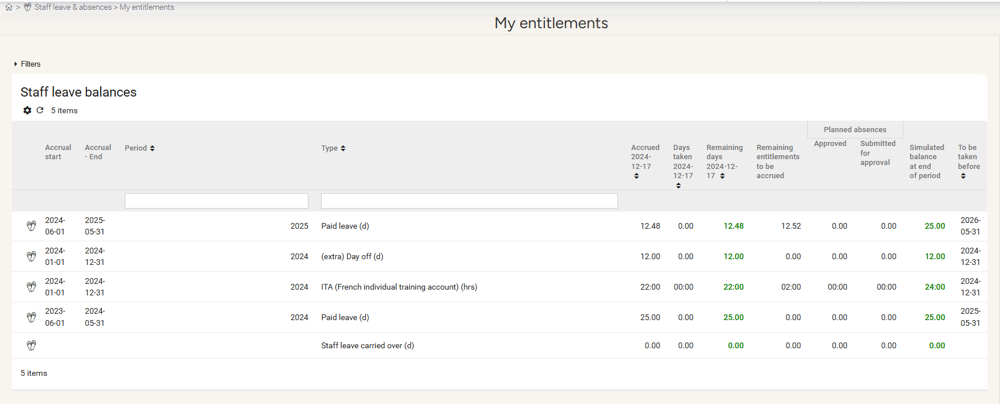 > Staff leave & absences > My entitlements
My entitlements
Filters
Staff leave balances
5 items
Planned absences
Accrual start
Accrual - End
Period
Type
Accrued 2024-12-17
Days taken 2024-12-17
Remaining days 2024-12-17
Remaining entitlements to be accrued
Approved
Submitted for approval
Simulated balance at end of period
To be taken before
2024-06-01 2025-05-31 2025 Paid leave (d) 12.48 0.00 12.48 12.52 0.00 0.00 25.00 2026-05-31
2024-01-01 2024-12-31 2024 (extra) Day off (d) 12.00 0.00 12.00 0.00 0.00 0.00 12.00 2024-12-31
2024-01-01 2024-12-31 2024 ITA (French individual training account) (hrs) 22:00 00:00 22:00 02:00 00:00 00:00 24:00 2024-12-31
2023-06-01 2024-05-31 2024 Paid leave (d) 25.00 0.00 25.00 0.00 0.00 0.00 25.00 2025-05-31
Staff leave carried over (d) 0.00 0.00 0.00 0.00 0.00 0.00 0.00
5 items